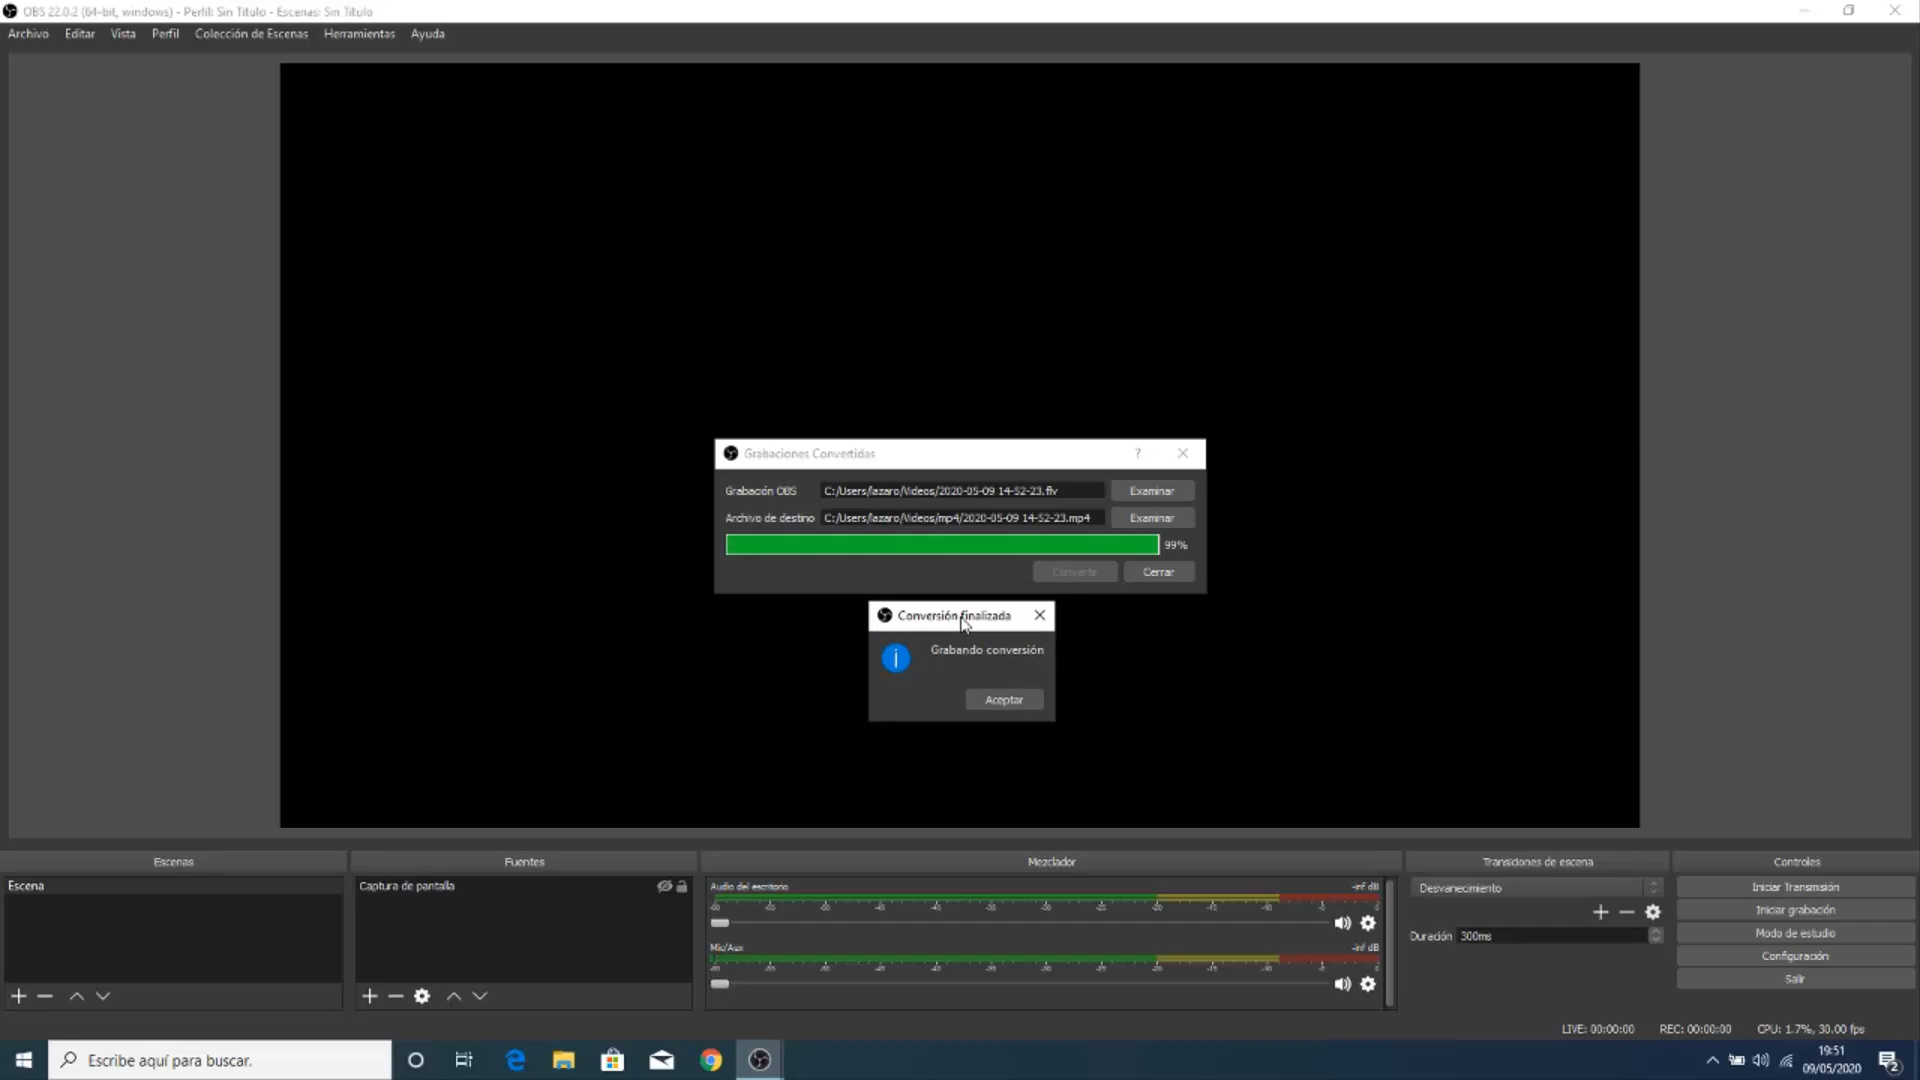 OBS 22.0.2 (64-bit, windows) - Perfil: Sin Título - Escenas: Sin Título
Archivo Editar Vista Perfil Colección de Escenas Herramientas Ayuda
Grabaciones Convertidas ?
Grabación OBS C:/Users/lazaro/Videos/2020-05-09 14-52-23.flv Examinar
Archivo de destino C:/Users/lazaro/Videos/mp4/2020-05-09 14-52-23.mp4 Examinar
99%
Convertir Cerrar
Conversión finalizada
Grabando conversión
Aceptar
Escenas Fuentes Mezclador Transiciones de escena Controles
Escena
Captura de pantalla
Audio del escritorio -inf dB
Mic/Aux -inf dB
Desvanecimiento
Duración 300ms
Iniciar Transmisión
Iniciar grabación
Modo de estudio
Configuración
Salir
LIVE: 00:00:00 REC: 00:00:00 CPU: 1.7%, 30.00 fps
Escribe aquí para buscar.
19:51
09/05/2020
2